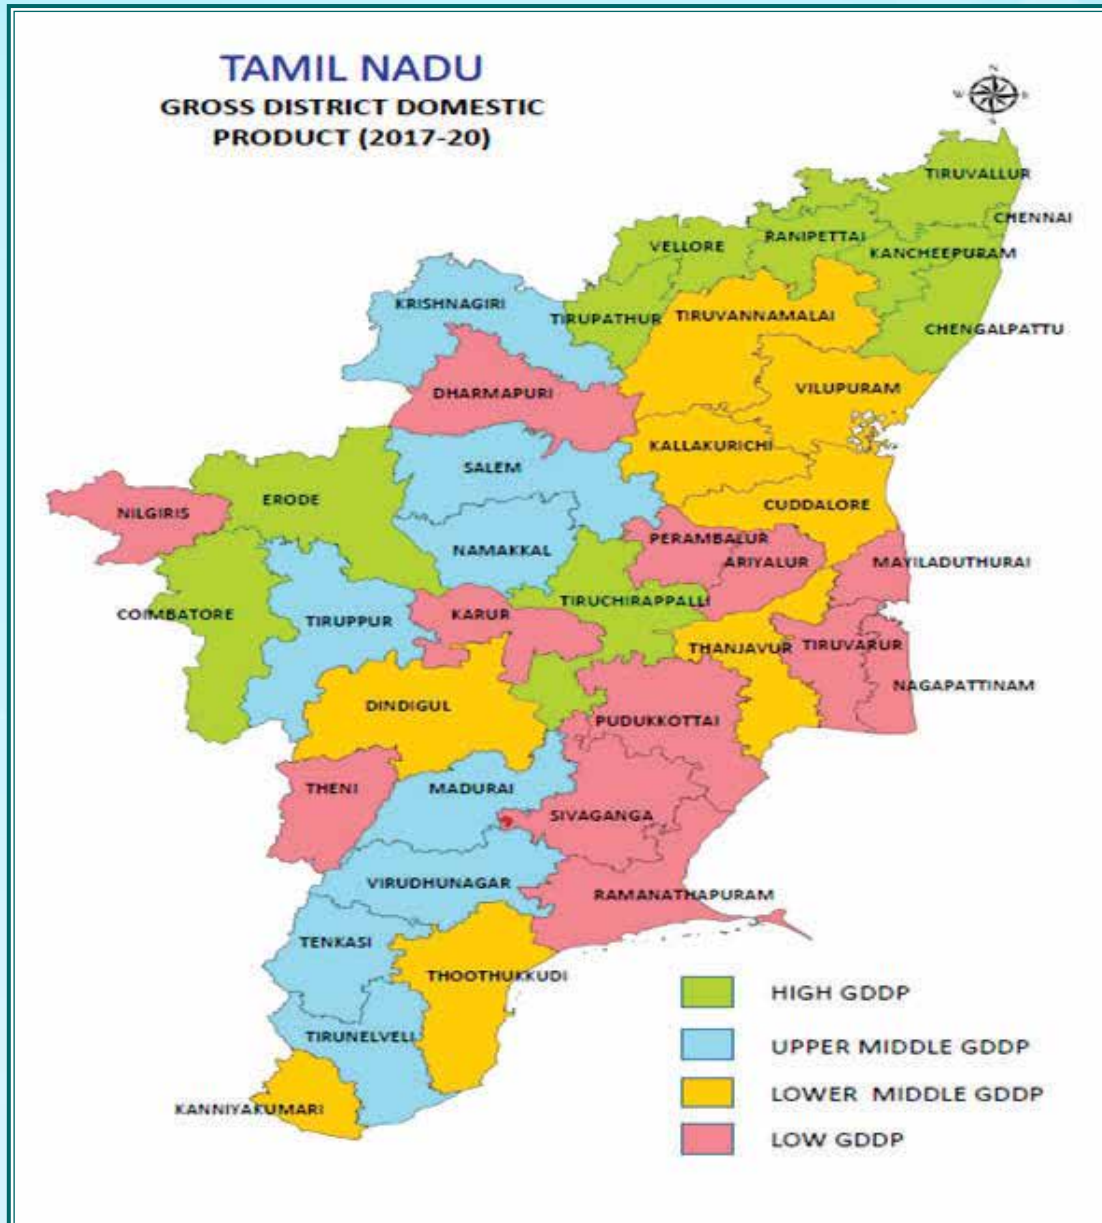 TAMIL NADU
GROSS DISTRICT DOMESTIC
PRODUCT (2017-20)
N
W
S
TIRUVALLUR
CHENNAI
RANIPETTAI
VELLORE
KANCHEEPURAM
KRISHNAGIRI
TIRUPATHUR
TIRUVANNAMALAI
CHENGALPATTU
DHARMAPURI
VILUPURAM
KALLAKURICHI
SALEM
ERODE
CUDDALORE
NILGIRIS
PERAMBALUR
NAMAKKAL
ARIYALUR
MAYILADUTHURAI
TIRUCHIRAPPALLI
COIMBATORE
TIRUPPUR
KARUR
THANJAVUR
TIRUVARUR
NAGAPATTINAM
DINDIGUL
PUDUKKOTTAI
THENI
MADURAI
SIVAGANGA
VIRUDHUNAGAR
RAMANATHAPURAM
TENKASI
THOOTHUKKUDI
TIRUNELVELI
KANNIYAKUMARI
HIGH GDDP
UPPER MIDDLE GDDP
LOWER MIDDLE GDDP
LOW GDDP